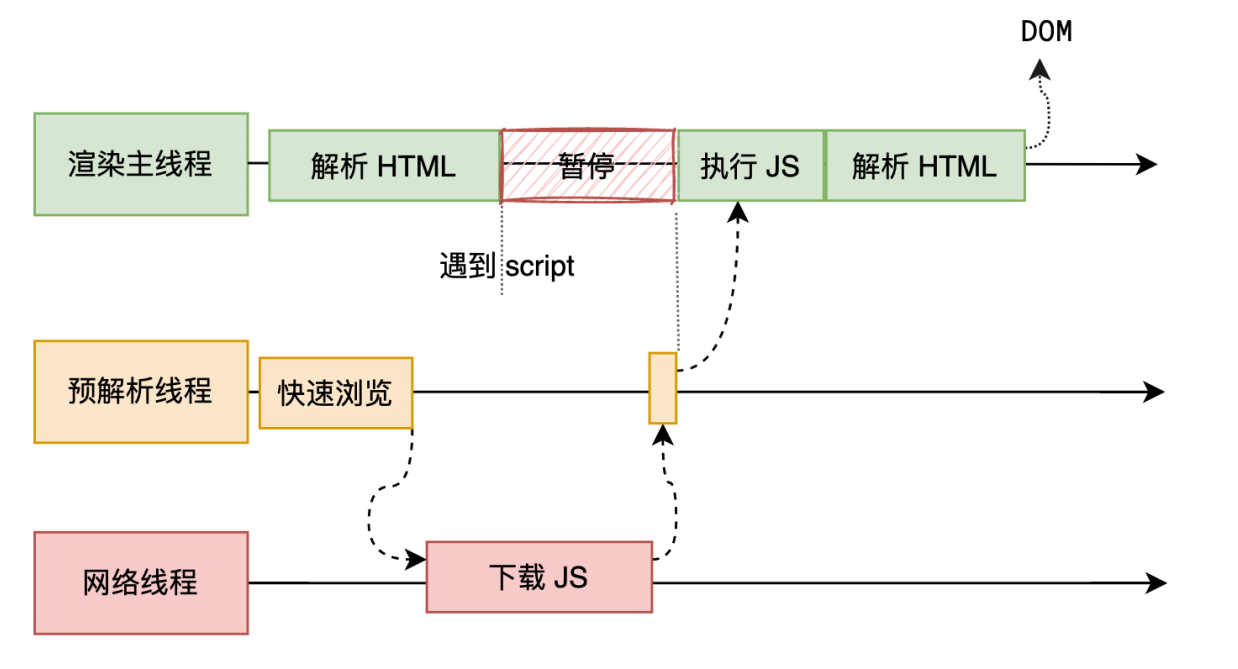 DOM
渲染主线程
解析 HTML
暂停
执行 JS
解析 HTML
遇到 script
预解析线程
快速浏览
网络线程
下载 JS